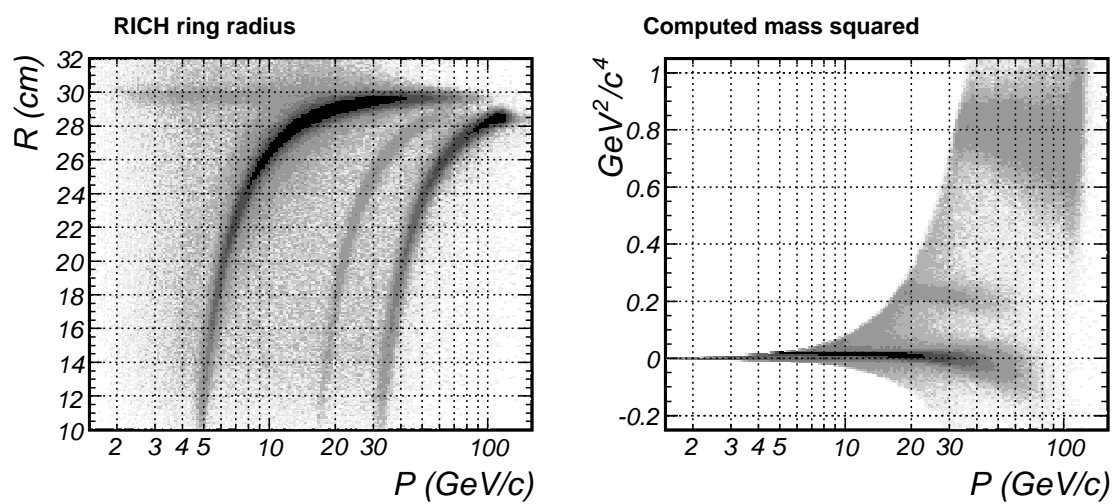 RICH ring radius
R (cm)
32
30
28
26
24
22
20
18
16
14
12
10
2 3 4 5 10 20 30 100
P (GeV/c)
Computed mass squared
GeV²/c⁴
1
0.8
0.6
0.4
0.2
0
-0.2
2 3 4 5 10 20 30 100
P (GeV/c)